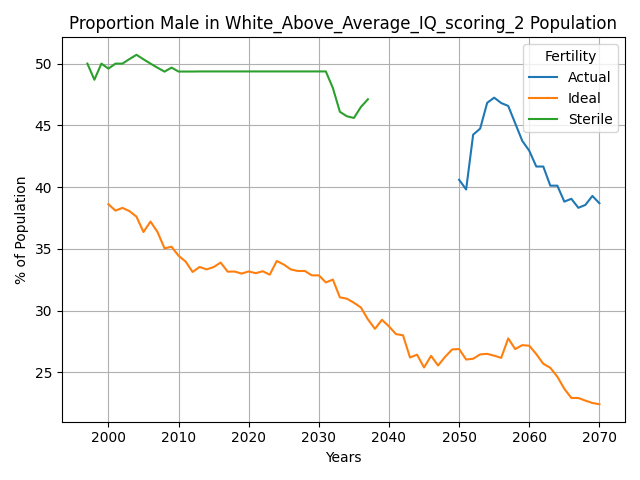 Proportion Male in White_Above_Average_IQ_scoring_2 Population
Fertility
Actual
Ideal
Sterile
% of Population
50
45
40
35
30
25
2000 2010 2020 2030 2040 2050 2060 2070
Years